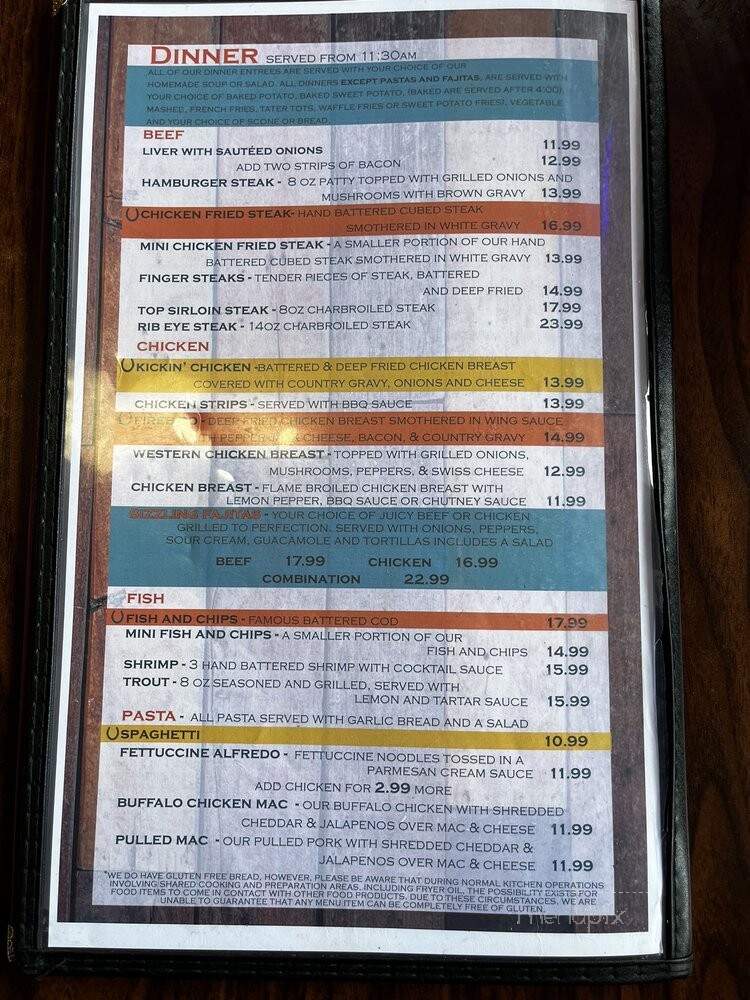 DINNER SERVED FROM 11:30AM
ALL OF OUR DINNER ENTREES ARE SERVED WITH YOUR CHOICE OF OUR
HOMEMADE SOUP OR SALAD. ALL DINNERS EXCEPT PASTAS AND FAJITAS, ARE SERVED WITH
YOUR CHOICE OF BAKED POTATO, BAKED SWEET POTATO, (BAKED ARE SERVED AFTER 4:00),
MASHED, FRENCH FRIES, TATER TOTS, WAFFLE FRIES OR SWEET POTATO FRIES), VEGETABLE
AND YOUR CHOICE OF SCONE OR BREAD.
BEEF
LIVER WITH SAUTÉED ONIONS 11.99
ADD TWO STRIPS OF BACON 12.99
HAMBURGER STEAK - 8 OZ PATTY TOPPED WITH GRILLED ONIONS AND
MUSHROOMS WITH BROWN GRAVY 13.99
CHICKEN FRIED STEAK- HAND BATTERED CUBED STEAK
SMOTHERED IN WHITE GRAVY 16.99
MINI CHICKEN FRIED STEAK - A SMALLER PORTION OF OUR HAND
BATTERED CUBED STEAK SMOTHERED IN WHITE GRAVY 13.99
FINGER STEAKS - TENDER PIECES OF STEAK, BATTERED
AND DEEP FRIED 14.99
TOP SIRLOIN STEAK - 8OZ CHARBROILED STEAK 17.99
RIB EYE STEAK - 14OZ CHARBROILED STEAK 23.99
CHICKEN
KICKIN' CHICKEN -BATTERED & DEEP FRIED CHICKEN BREAST
COVERED WITH COUNTRY GRAVY, ONIONS AND CHEESE 13.99
CHICKEN STRIPS - SERVED WITH BBQ SAUCE 13.99
DEEP FRIED CHICKEN BREAST SMOTHERED IN WING SAUCE
WITH PEPPER JACK CHEESE, BACON, & COUNTRY GRAVY 14.99
WESTERN CHICKEN BREAST - TOPPED WITH GRILLED ONIONS,
MUSHROOMS, PEPPERS, & SWISS CHEESE 12.99
CHICKEN BREAST - FLAME BROILED CHICKEN BREAST WITH
LEMON PEPPER, BBQ SAUCE OR CHUTNEY SAUCE 11.99
SIZZLING FAJITAS - YOUR CHOICE OF JUICY BEEF OR CHICKEN
GRILLED TO PERFECTION. SERVED WITH ONIONS, PEPPERS,
SOUR CREAM, GUACAMOLE AND TORTILLAS INCLUDES A SALAD
BEEF 17.99 CHICKEN 16.99
COMBINATION 22.99
FISH
FISH AND CHIPS - FAMOUS BATTERED COD 17.99
MINI FISH AND CHIPS - A SMALLER PORTION OF OUR
FISH AND CHIPS 14.99
SHRIMP - 3 HAND BATTERED SHRIMP WITH COCKTAIL SAUCE 15.99
TROUT - 8 OZ SEASONED AND GRILLED, SERVED WITH
LEMON AND TARTAR SAUCE 15.99
PASTA - ALL PASTA SERVED WITH GARLIC BREAD AND A SALAD
SPAGHETTI 10.99
FETTUCCINE ALFREDO - FETTUCCINE NOODLES TOSSED IN A
PARMESAN CREAM SAUCE 11.99
ADD CHICKEN FOR 2.99 MORE
BUFFALO CHICKEN MAC - OUR BUFFALO CHICKEN WITH SHREDDED
CHEDDAR & JALAPENOS OVER MAC & CHEESE 11.99
PULLED MAC - OUR PULLED PORK WITH SHREDDED CHEDDAR &
JALAPENOS OVER MAC & CHEESE 11.99
*WE DO HAVE GLUTEN FREE BREAD, HOWEVER, PLEASE BE AWARE THAT DURING NORMAL KITCHEN OPERATIONS
INVOLVING SHARED COOKING AND PREPARATION AREAS, INCLUDING FRYER OIL, THE POSSIBILITY EXISTS FOR
FOOD ITEMS TO COME IN CONTACT WITH OTHER FOOD PRODUCTS. DUE TO THESE CIRCUMSTANCES, WE ARE
UNABLE TO GUARANTEE THAT ANY MENU ITEM CAN BE COMPLETELY FREE OF GLUTEN.
menupix